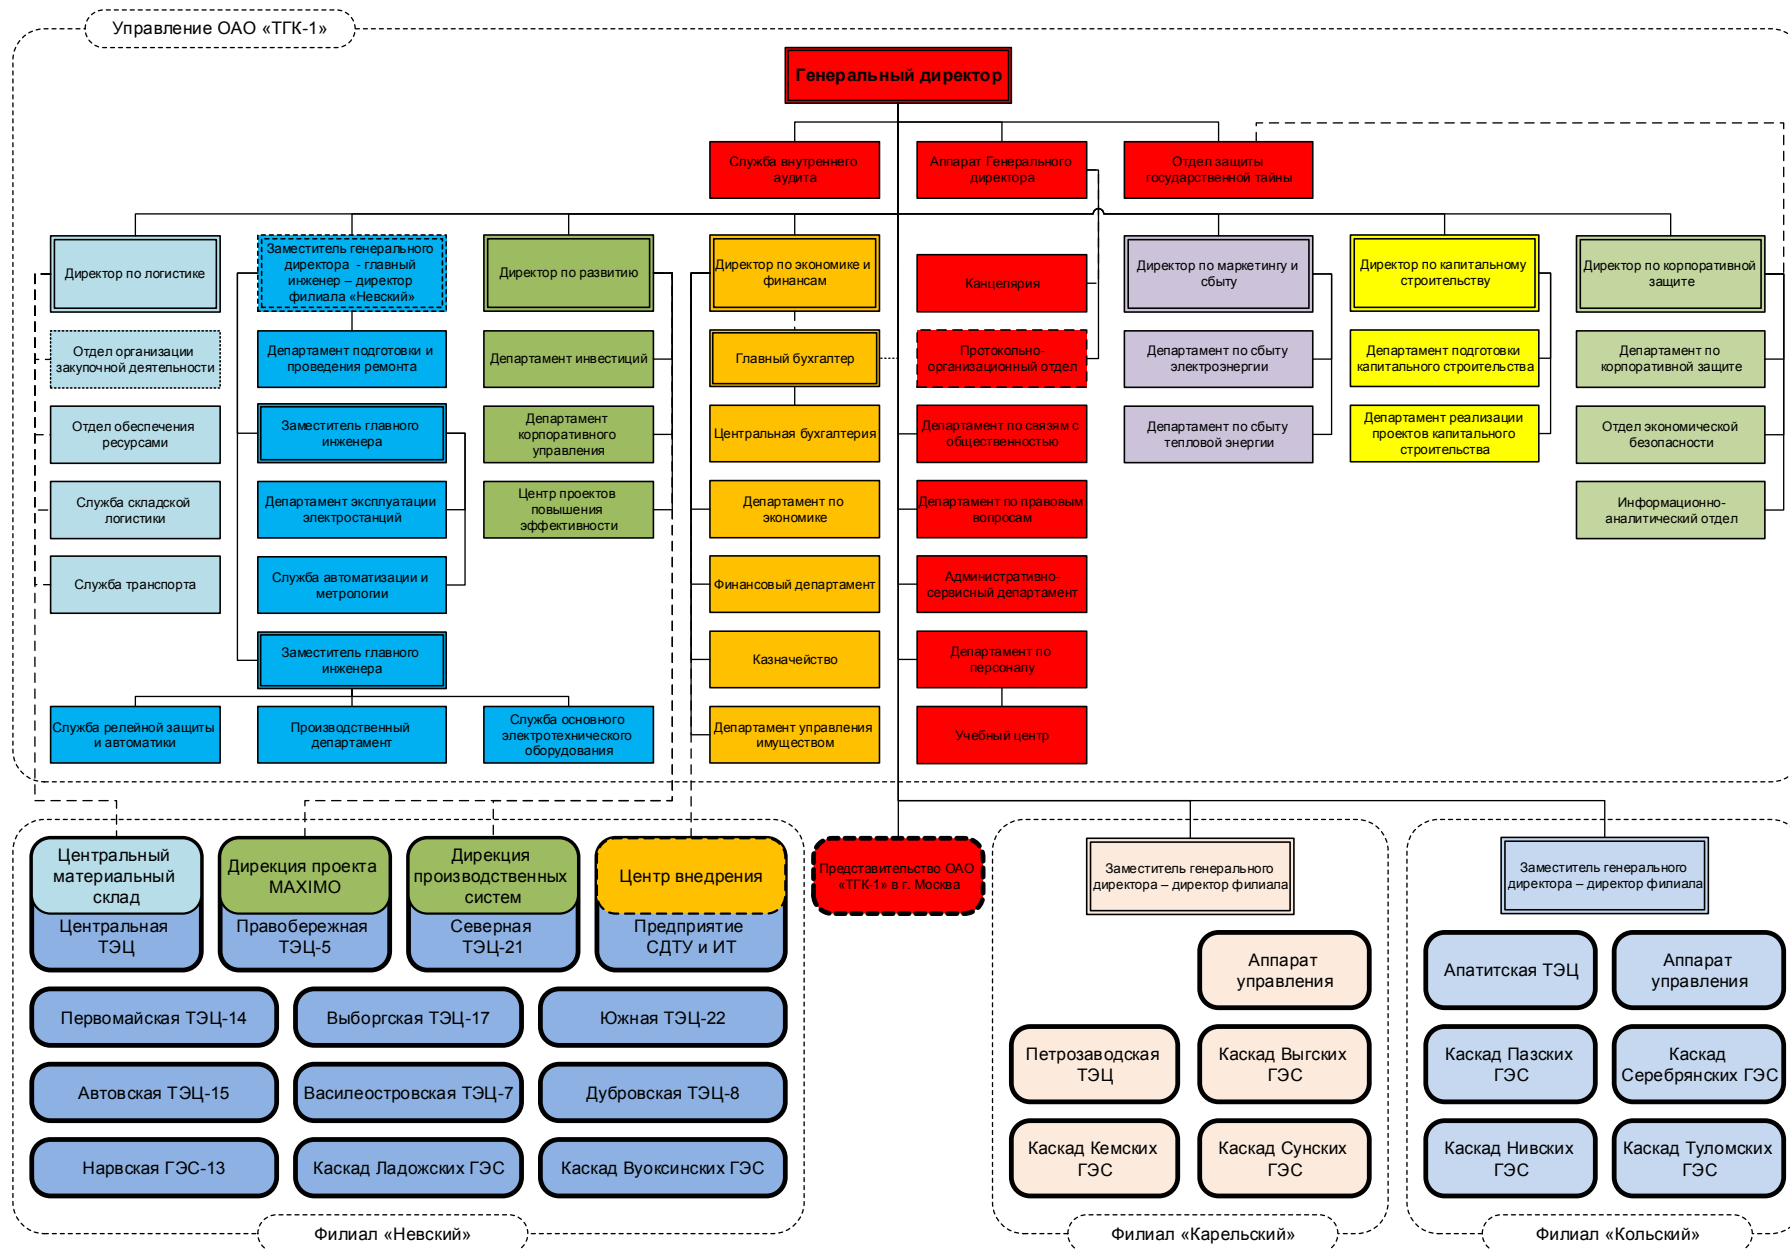 Управление ОАО «ТГК-1»
Генеральный директор
Служба внутреннего
аудита
Аппарат Генерального
директора
Отдел защиты
государственной тайны
Директор по логистике
Заместитель генерального
директора - главный
инженер – директор
филиала «Невский»
Директор по развитию
Директор по экономике и
финансам
Канцелярия
Директор по маркетингу и
сбыту
Директор по капитальному
строительству
Директор по корпоративной
защите
Отдел организации
закупочной деятельности
Департамент подготовки и
проведения ремонта
Департамент инвестиций
Главный бухгалтер
Протокольно-
организационный отдел
Департамент по сбыту
электроэнергии
Департамент подготовки
капитального строительства
Департамент по
корпоративной защите
Отдел обеспечения
ресурсами
Заместитель главного
инженера
Департамент
корпоративного
управления
Центральная бухгалтерия
Департамент по связям с
общественностью
Департамент по сбыту
тепловой энергии
Департамент реализации
проектов капитального
строительства
Отдел экономической
безопасности
Служба складской
логистики
Департамент эксплуатации
электростанций
Центр проектов
повышения
эффективности
Департамент по
экономике
Департамент по правовым
вопросам
Информационно-
аналитический отдел
Служба транспорта
Служба автоматизации и
метрологии
Финансовый департамент
Административно-
сервисный департамент
Заместитель главного
инженера
Казначейство
Департамент по
персоналу
Служба релейной защиты
и автоматики
Производственный
департамент
Служба основного
электротехнического
оборудования
Департамент управления
имуществом
Учебный центр
Центральный
материальный
склад
Центральная
ТЭЦ
Дирекция проекта
MAXIMO
Правобережная
ТЭЦ-5
Дирекция
производственных
систем
Северная
ТЭЦ-21
Центр внедрения
Предприятие
СДТУ и ИТ
Представительство ОАО
«ТГК-1» в г. Москва
Заместитель генерального
директора – директор филиала
Заместитель генерального
директора – директор филиала
Аппарат
управления
Апатитская ТЭЦ
Аппарат
управления
Первомайская ТЭЦ-14
Выборгская ТЭЦ-17
Южная ТЭЦ-22
Петрозаводская
ТЭЦ
Каскад Выгских
ГЭС
Каскад Пазских
ГЭС
Каскад
Серебрянских ГЭС
Автовская ТЭЦ-15
Василеостровская ТЭЦ-7
Дубровская ТЭЦ-8
Нарвская ГЭС-13
Каскад Ладожских ГЭС
Каскад Вуоксинских ГЭС
Каскад Кемских
ГЭС
Каскад Сунских
ГЭС
Каскад Нивских
ГЭС
Каскад Туломских
ГЭС
Филиал «Невский»
Филиал «Карельский»
Филиал «Кольский»